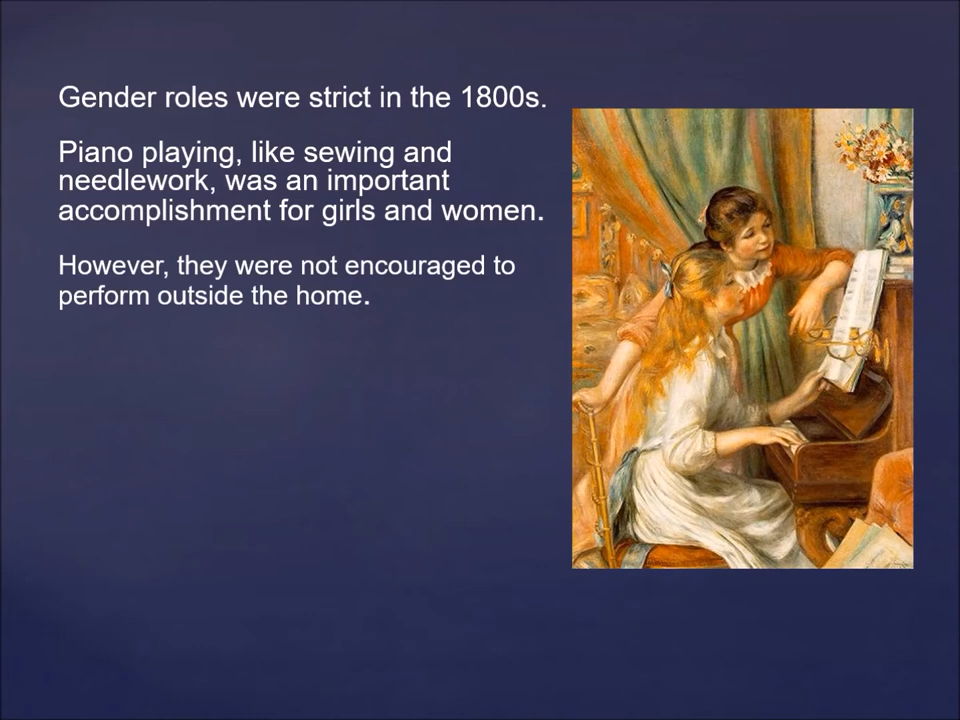 Gender roles were strict in the 1800s.
Piano playing, like sewing and
needlework, was an important
accomplishment for girls and women.
However, they were not encouraged to
perform outside the home.